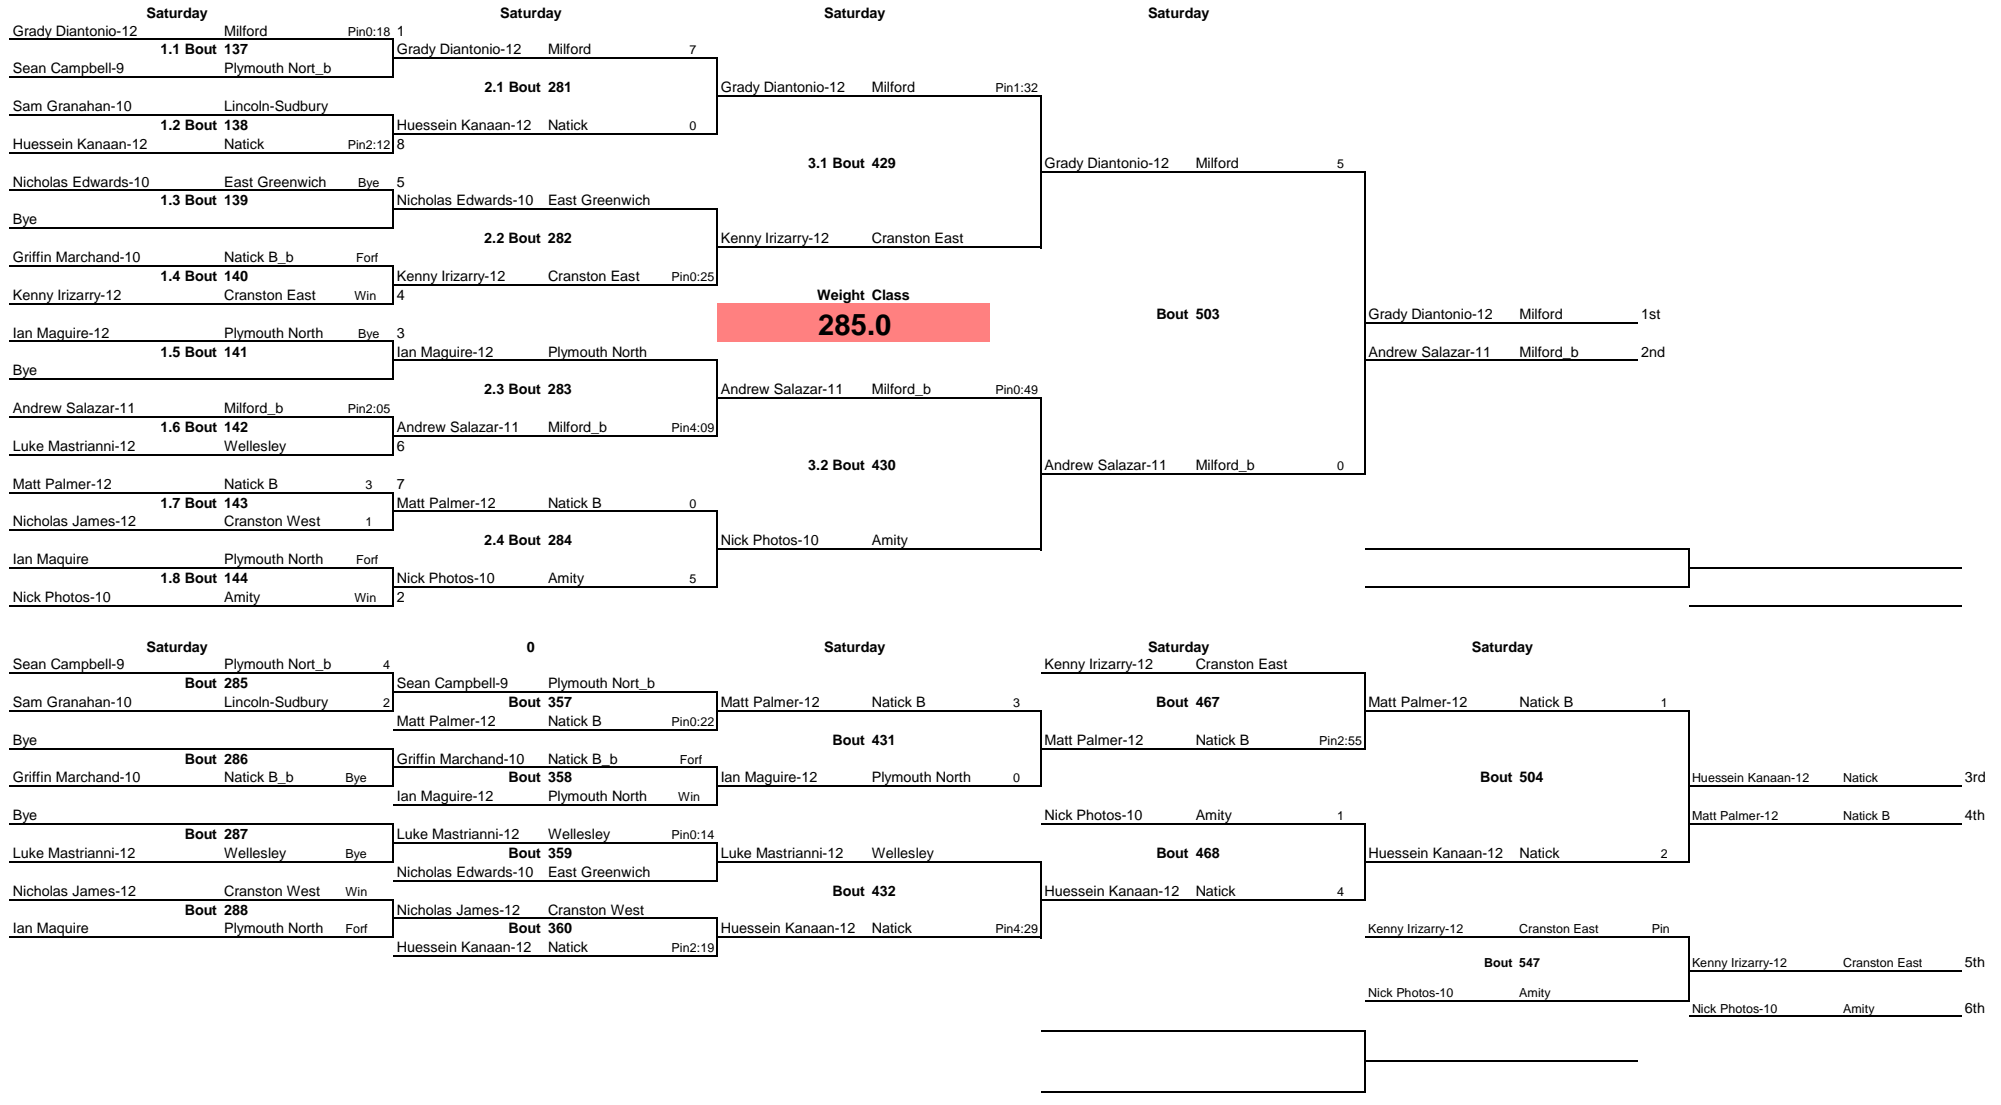 Saturday Saturday Saturday Saturday
Grady Diantonio-12 Milford Pin0:18 1
1.1 Bout 137 Grady Diantonio-12 Milford 7
Sean Campbell-9 Plymouth Nort_b
2.1 Bout 281 Grady Diantonio-12 Milford Pin1:32
Sam Granahan-10 Lincoln-Sudbury
1.2 Bout 138 Huessein Kanaan-12 Natick 0
Huessein Kanaan-12 Natick Pin2:12 8
3.1 Bout 429 Grady Diantonio-12 Milford 5
Nicholas Edwards-10 East Greenwich Bye 5
1.3 Bout 139 Nicholas Edwards-10 East Greenwich
Bye
2.2 Bout 282 Kenny Irizarry-12 Cranston East
Griffin Marchand-10 Natick B_b Forf
1.4 Bout 140 Kenny Irizarry-12 Cranston East Pin0:25
Kenny Irizarry-12 Cranston East Win 4 Weight Class
285.0 Bout 503 Grady Diantonio-12 Milford 1st
Ian Maguire-12 Plymouth North Bye 3
1.5 Bout 141 Ian Maguire-12 Plymouth North Andrew Salazar-11 Milford_b 2nd
Bye
2.3 Bout 283 Andrew Salazar-11 Milford_b Pin0:49
Andrew Salazar-11 Milford_b Pin2:05
1.6 Bout 142 Andrew Salazar-11 Milford_b Pin4:09
Luke Mastrianni-12 Wellesley 6
3.2 Bout 430 Andrew Salazar-11 Milford_b 0
Matt Palmer-12 Natick B 3 7
1.7 Bout 143 Matt Palmer-12 Natick B 0
Nicholas James-12 Cranston West 1
2.4 Bout 284 Nick Photos-10 Amity
Ian Maquire Plymouth North Forf
1.8 Bout 144 Nick Photos-10 Amity 5
Nick Photos-10 Amity Win 2
Saturday 0 Saturday Saturday Saturday
Sean Campbell-9 Plymouth Nort_b 4 Kenny Irizarry-12 Cranston East
Bout 285 Sean Campbell-9 Plymouth Nort_b
Sam Granahan-10 Lincoln-Sudbury 2 Bout 357 Matt Palmer-12 Natick B 3 Bout 467 Matt Palmer-12 Natick B 1
Matt Palmer-12 Natick B Pin0:22
Bye Bout 431 Matt Palmer-12 Natick B Pin2:55
Bout 286 Griffin Marchand-10 Natick B_b Forf
Griffin Marchand-10 Natick B_b Bye Bout 358 Ian Maguire-12 Plymouth North 0 Bout 504 Huessein Kanaan-12 Natick 3rd
Ian Maguire-12 Plymouth North Win
Bye Nick Photos-10 Amity 1 Matt Palmer-12 Natick B 4th
Bout 287 Luke Mastrianni-12 Wellesley Pin0:14
Luke Mastrianni-12 Wellesley Bye Bout 359 Luke Mastrianni-12 Wellesley Bout 468 Huessein Kanaan-12 Natick 2
Nicholas Edwards-10 East Greenwich
Nicholas James-12 Cranston West Win Bout 432 Huessein Kanaan-12 Natick 4
Bout 288 Nicholas James-12 Cranston West
Ian Maquire Plymouth North Forf Bout 360 Huessein Kanaan-12 Natick Pin4:29 Kenny Irizarry-12 Cranston East Pin
Huessein Kanaan-12 Natick Pin2:19
Bout 547 Kenny Irizarry-12 Cranston East 5th
Nick Photos-10 Amity
Nick Photos-10 Amity 6th